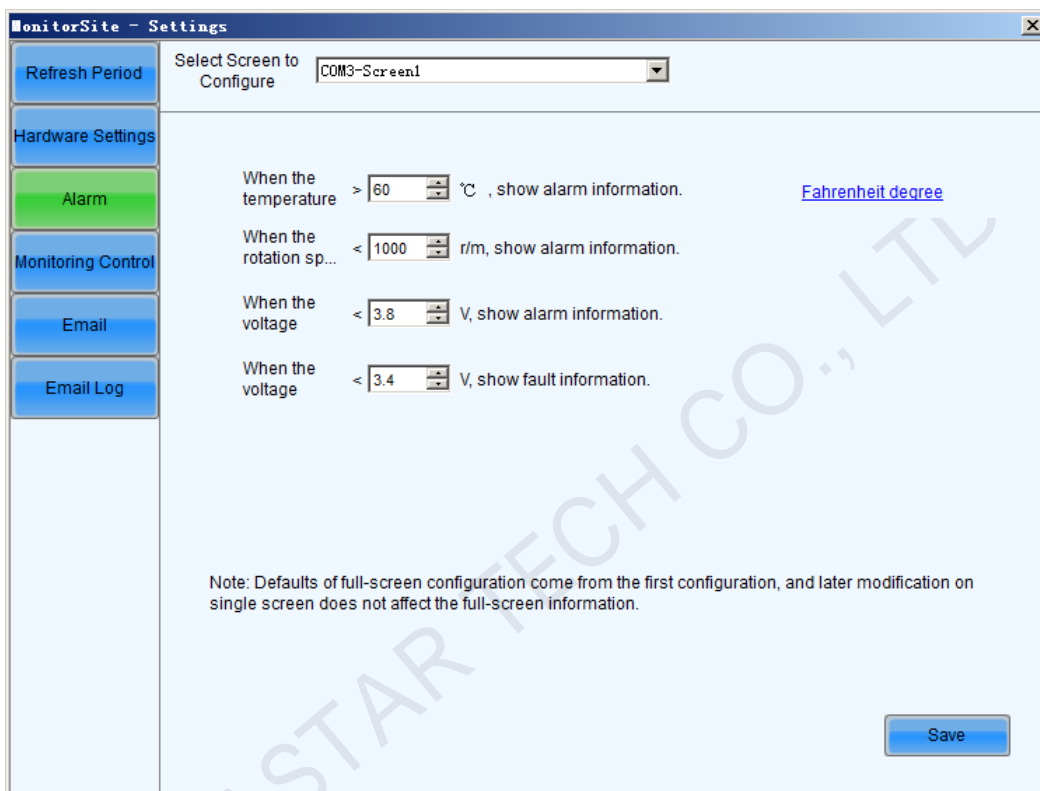 MonitorSite - Settings
Refresh Period
Hardware Settings
Alarm
Monitoring Control
Email
Email Log
Select Screen to
Configure
COM3-Screen1
When the
temperature > 60 ℃ , show alarm information.
Fahrenheit degree
When the
rotation sp... < 1000 r/m, show alarm information.
When the
voltage < 3.8 V, show alarm information.
When the
voltage < 3.4 V, show fault information.
Note: Defaults of full-screen configuration come from the first configuration, and later modification on
single screen does not affect the full-screen information.
Save
STAR TECH CO., LTD